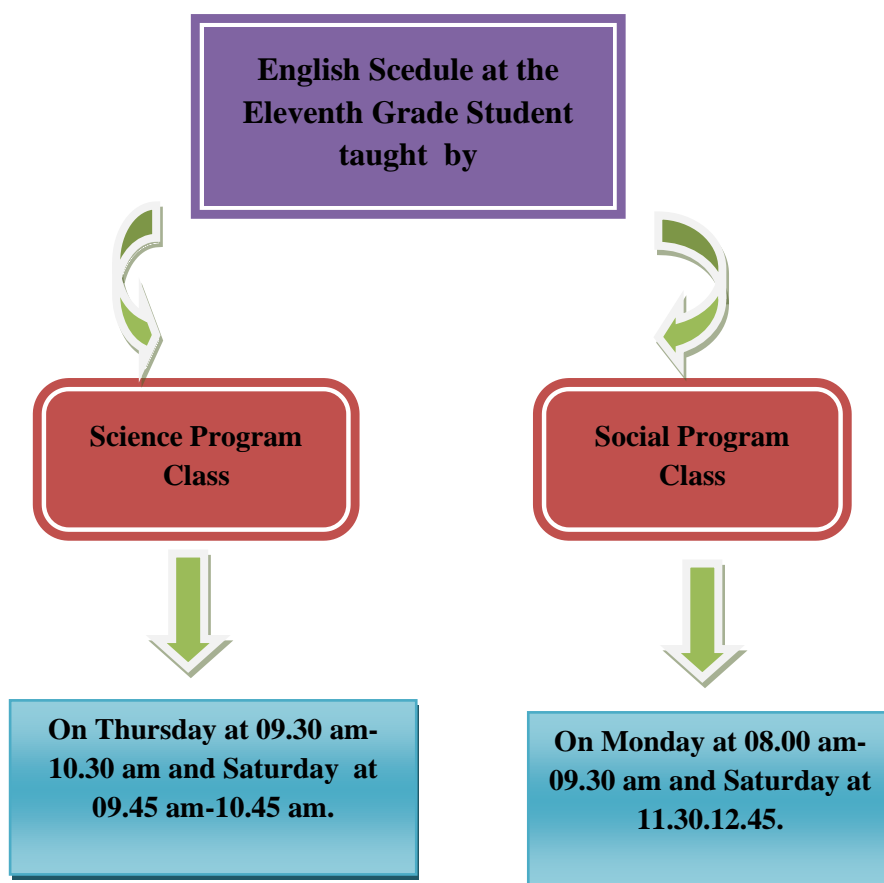 English Scedule at the
Eleventh Grade Student
taught by
Science Program
Class
Social Program
Class
On Thursday at 09.30 am-
10.30 am and Saturday at
09.45 am-10.45 am.
On Monday at 08.00 am-
09.30 am and Saturday at
11.30.12.45.